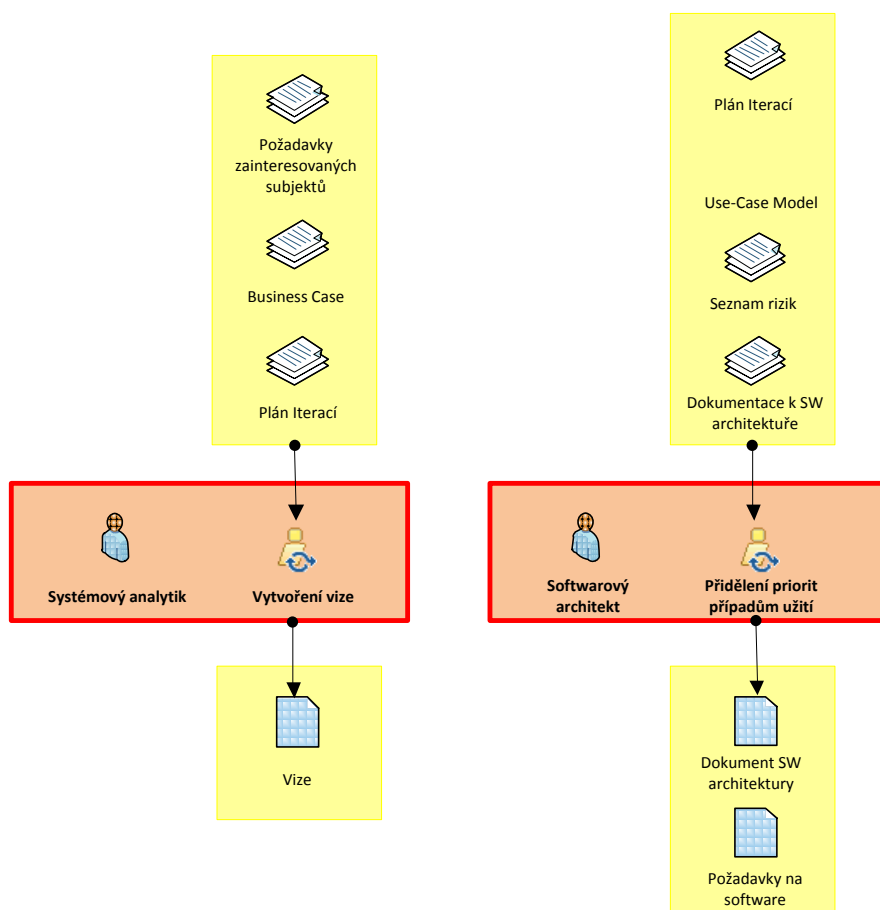 Požadavky
zainteresovaných
subjektů
Business Case
Plán Iterací
Systémový analytik
Vytvoření vize
Vize
Plán Iterací
Use-Case Model
Seznam rizik
Dokumentace k SW
architektuře
Softwarový
architekt
Přidělení priorit
případům užití
Dokument SW
architektury
Požadavky na
software